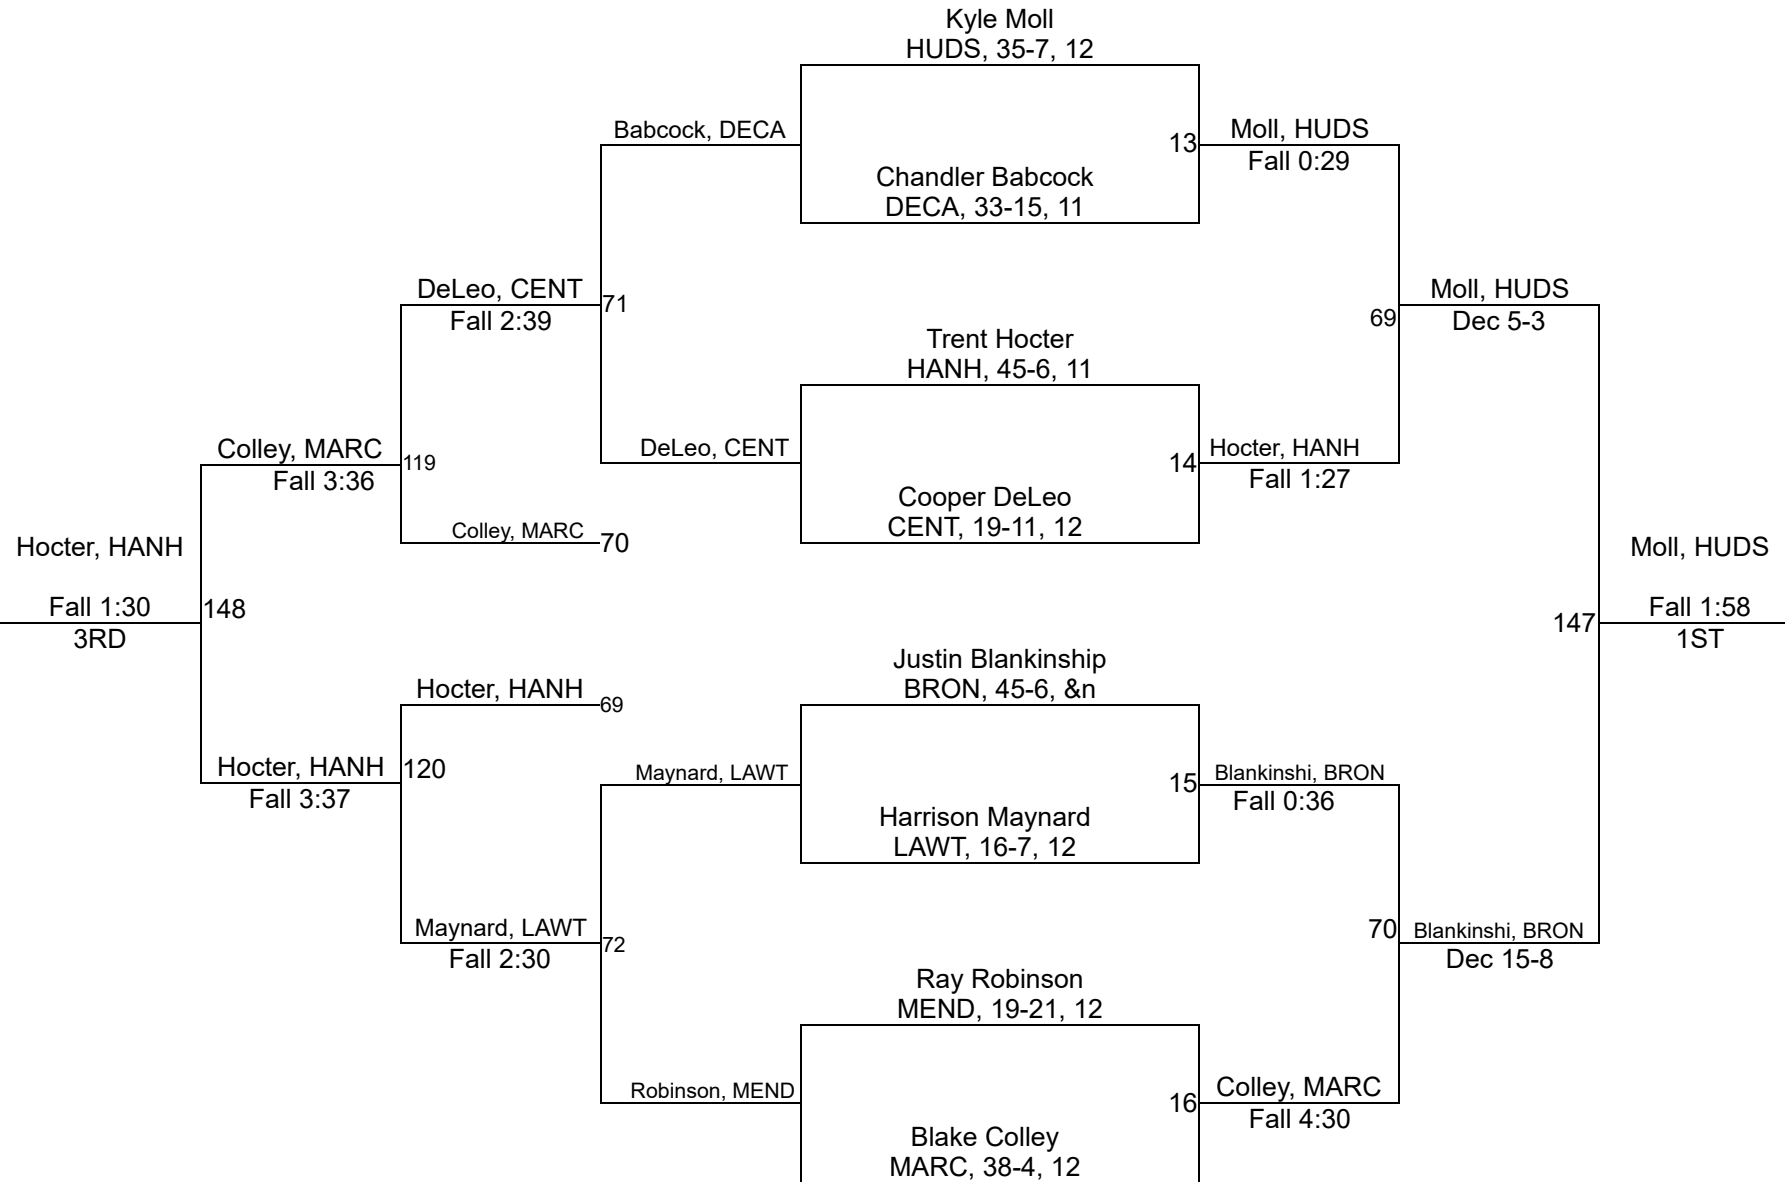 Kyle Moll
HUDS, 35-7, 12
Babcock, DECA
13
Moll, HUDS
Fall 0:29
Chandler Babcock
DECA, 33-15, 11
DeLeo, CENT
Fall 2:39
71
Moll, HUDS
Dec 5-3
69
Trent Hocter
HANH, 45-6, 11
Colley, MARC
Fall 3:36
119
DeLeo, CENT
14
Hocter, HANH
Fall 1:27
Cooper DeLeo
CENT, 19-11, 12
Colley, MARC
70
Hocter, HANH
Fall 1:30
3RD
148
Moll, HUDS
Fall 1:58
1ST
147
Justin Blankinship
BRON, 45-6, &n
Hocter, HANH
69
Hocter, HANH
Fall 3:37
120
Maynard, LAWT
15
Blankinshi, BRON
Fall 0:36
Harrison Maynard
LAWT, 16-7, 12
Maynard, LAWT
Fall 2:30
72
70
Blankinshi, BRON
Dec 15-8
Ray Robinson
MEND, 19-21, 12
Robinson, MEND
16
Colley, MARC
Fall 4:30
Blake Colley
MARC, 38-4, 12